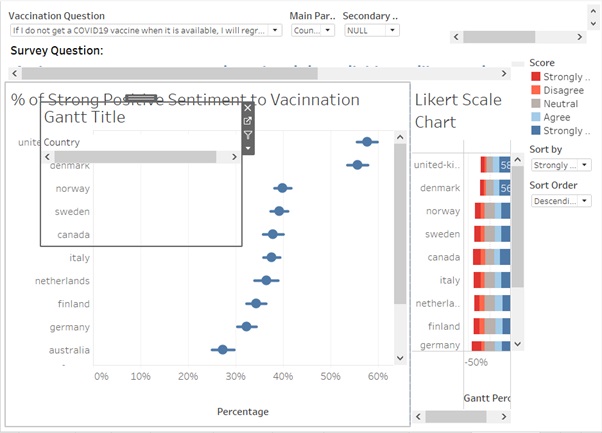 Vaccination Question
Main Par..
Secondary ..
If I do not get a COVID19 vaccine when it is available, I will regr...
Coun...
NULL
Survey Question:
% of Strong Positive Sentiment to Vacinnation
Gantt Title
Country
denmark
norway
sweden
canada
italy
netherlands
finland
germany
australia
0%
10%
20%
30%
40%
50%
60%
Percentage
Likert Scale
Chart
united-ki..
denmark
norway
sweden
canada
italy
netherla..
finland
germany
58
56
-50%
Gantt Perc
Score
Strongly ..
Disagree
Neutral
Agree
Strongly ..
Sort by
Strongly ...
Sort Order
Descendi...